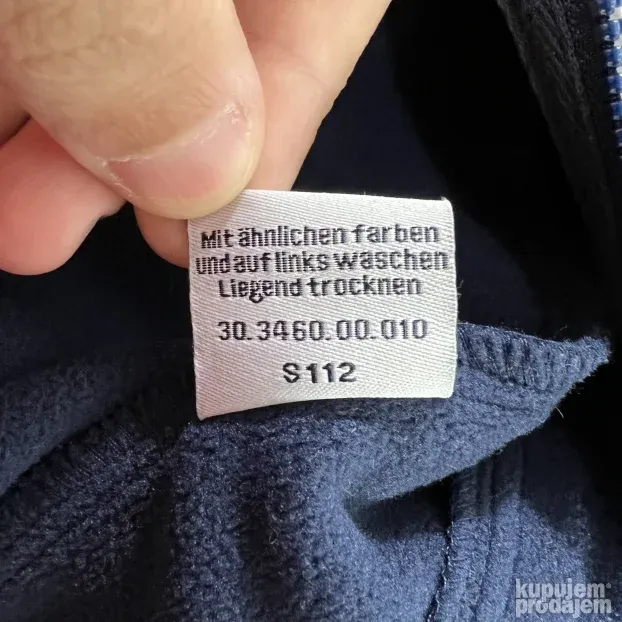 Mit ähnlichen farben
und auf links waschen
Liegend trocknen
30.3460.00.010
S112
kupujem
prodajem